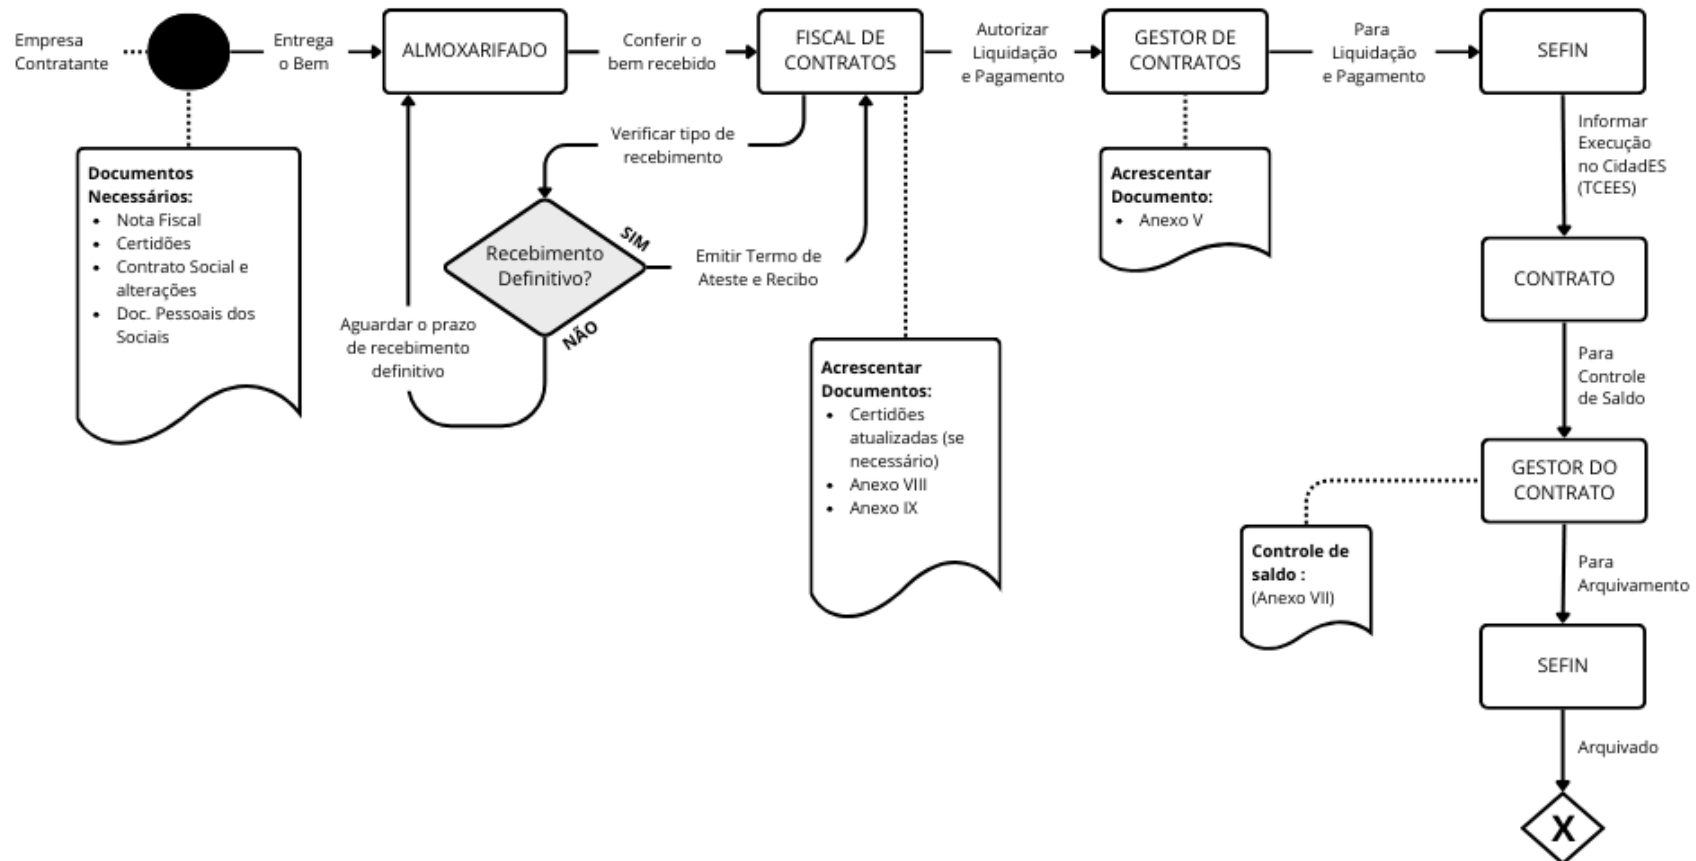 Empresa
Contratante
Entrega
o Bem
ALMOXARIFADO
Conferir o
bem recebido
FISCAL DE
CONTRATOS
Autorizar
Liquidação
e Pagamento
GESTOR DE
CONTRATOS
Para
Liquidação
e Pagamento
SEFIN
Documentos
Necessários:
• Nota Fiscal
• Certidões
• Contrato Social e
alterações
• Doc. Pessoais dos
Sociais
Verificar tipo de
recebimento
Recebimento
Definitivo?
SIM
Emitir Termo de
Ateste e Recibo
NÃO
Aguardar o prazo
de recebimento
definitivo
Acrescentar
Documentos:
• Certidões
atualizadas (se
necessário)
• Anexo VIII
• Anexo IX
Acrescentar
Documento:
• Anexo V
Informar
Execução
no CidadES
(TCEES)
CONTRATO
Para
Controle
de Saldo
GESTOR DO
CONTRATO
Controle de
saldo :
(Anexo VII)
Para
Arquivamento
SEFIN
Arquivado
X